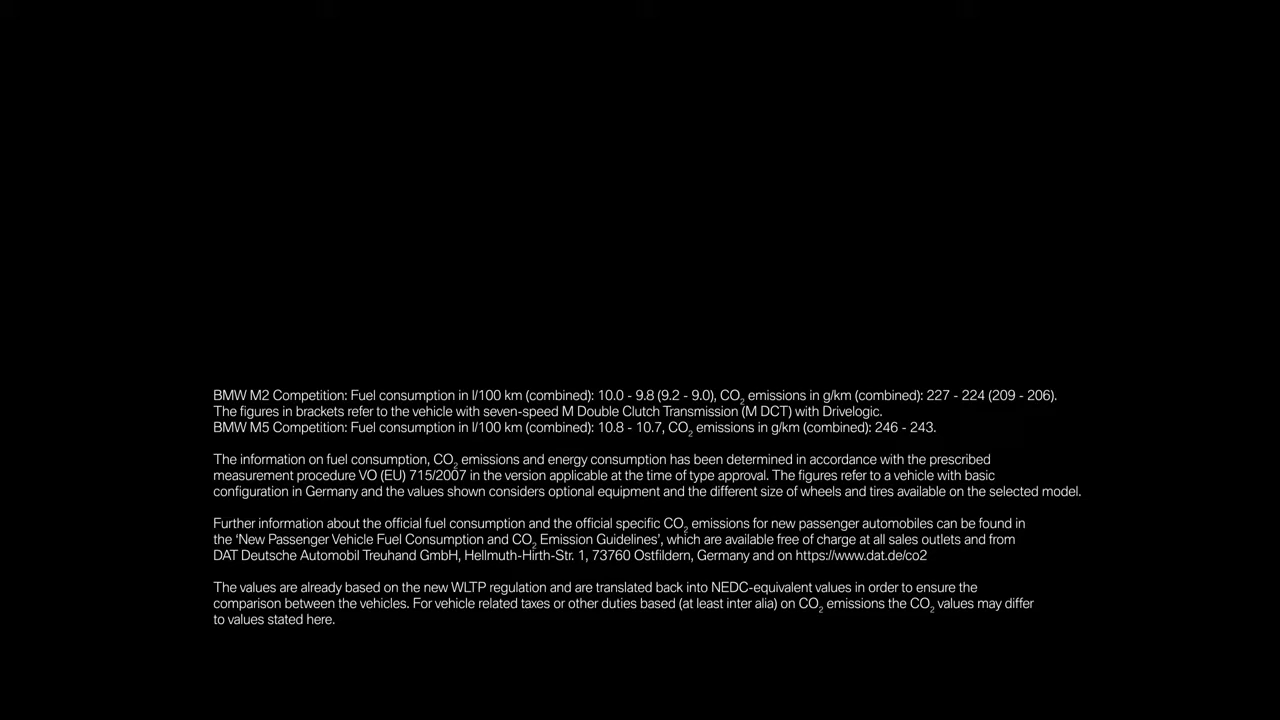 BMW M2 Competition: Fuel consumption in l/100 km (combined): 10.0 - 9.8 (9.2 - 9.0), CO₂ emissions in g/km (combined): 227 - 224 (209 - 206).
The figures in brackets refer to the vehicle with seven-speed M Double Clutch Transmission (M DCT) with Drivelogic.
BMW M5 Competition: Fuel consumption in l/100 km (combined): 10.8 - 10.7, CO₂ emissions in g/km (combined): 246 - 243.
The information on fuel consumption, CO₂ emissions and energy consumption has been determined in accordance with the prescribed
measurement procedure VO (EU) 715/2007 in the version applicable at the time of type approval. The figures refer to a vehicle with basic
configuration in Germany and the values shown considers optional equipment and the different size of wheels and tires available on the selected model.
Further information about the official fuel consumption and the official specific CO₂ emissions for new passenger automobiles can be found in
the ‘New Passenger Vehicle Fuel Consumption and CO₂ Emission Guidelines’, which are available free of charge at all sales outlets and from
DAT Deutsche Automobil Treuhand GmbH, Hellmuth-Hirth-Str. 1, 73760 Ostfildern, Germany and on https://www.dat.de/co2
The values are already based on the new WLTP regulation and are translated back into NEDC-equivalent values in order to ensure the
comparison between the vehicles. For vehicle related taxes or other duties based (at least inter alia) on CO₂ emissions the CO₂ values may differ
to values stated here.